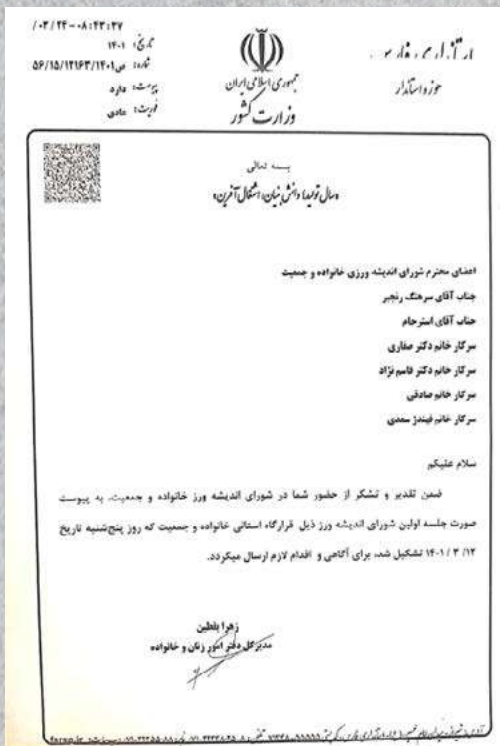 ۰۸:۴۳:۳۷ - ۰۳/۲۴/
تاریخ: ۱۴۰۱
شماره: ص/۱۴۰۱/۱۲۱۶۳/۱۵/۵۶
پیوست: دارد
فوریت: عادی
جمهوری اسلامی ایران
وزارت کشور
استانداری فارس
حوزه استاندار
بسمه تعالی
«سال تولید؛ دانش بنیان، اشتغال آفرین»
اعضای محترم شورای اندیشه ورزی خانواده و جمعیت
جناب آقای سرهنگ رنجبر
جناب آقای استرحام
سرکار خانم دکتر صفاری
سرکار خانم دکتر قاسم نژاد
سرکار خانم صادقی
سرکار خانم فیندژ سعدی
سلام علیکم
ضمن تقدیر و تشکر از حضور شما در شورای اندیشه ورز خانواده و جمعیت، به پیوست
صورت جلسه اولین شورای اندیشه ورز ذیل قرارگاه استانی خانواده و جمعیت که روز پنج‌شنبه تاریخ
۱۲/ ۳ / ۱۴۰۱ تشکیل شد، برای آگاهی و اقدام لازم ارسال میگردد.
زهرا یقطین
مدیرکل دفتر امور زنان و خانواده